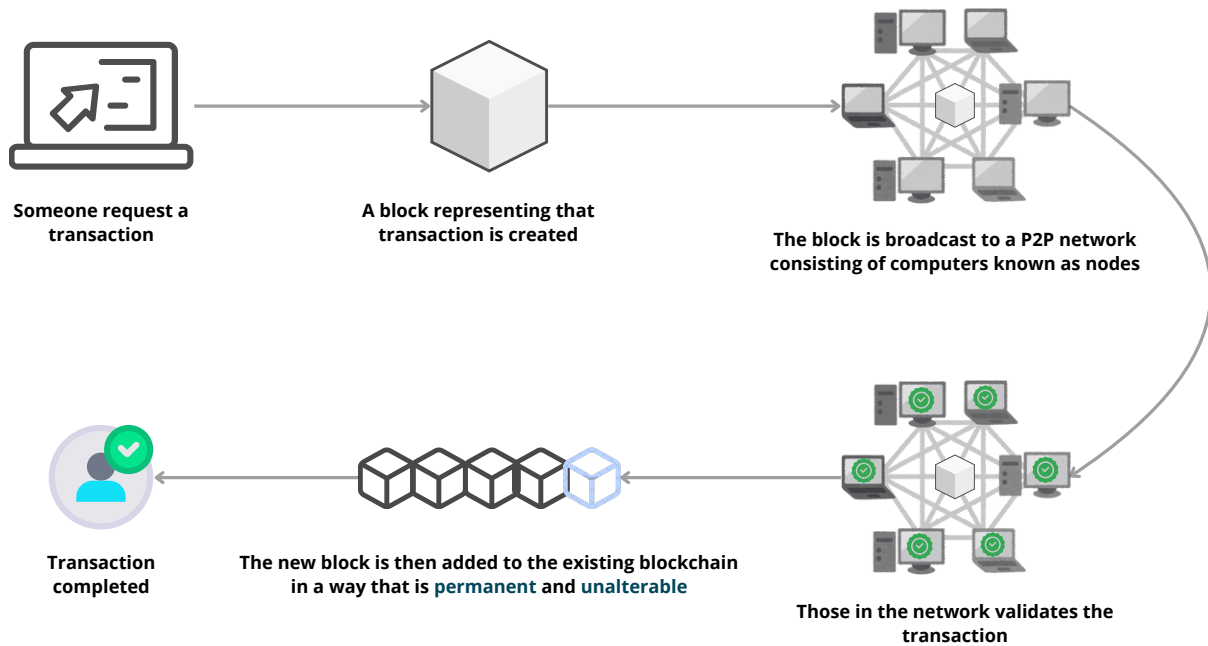 Someone request a
transaction
A block representing that
transaction is created
The block is broadcast to a P2P network
consisting of computers known as nodes
Those in the network validates the
transaction
The new block is then added to the existing blockchain
in a way that is permanent and unalterable
Transaction
completed